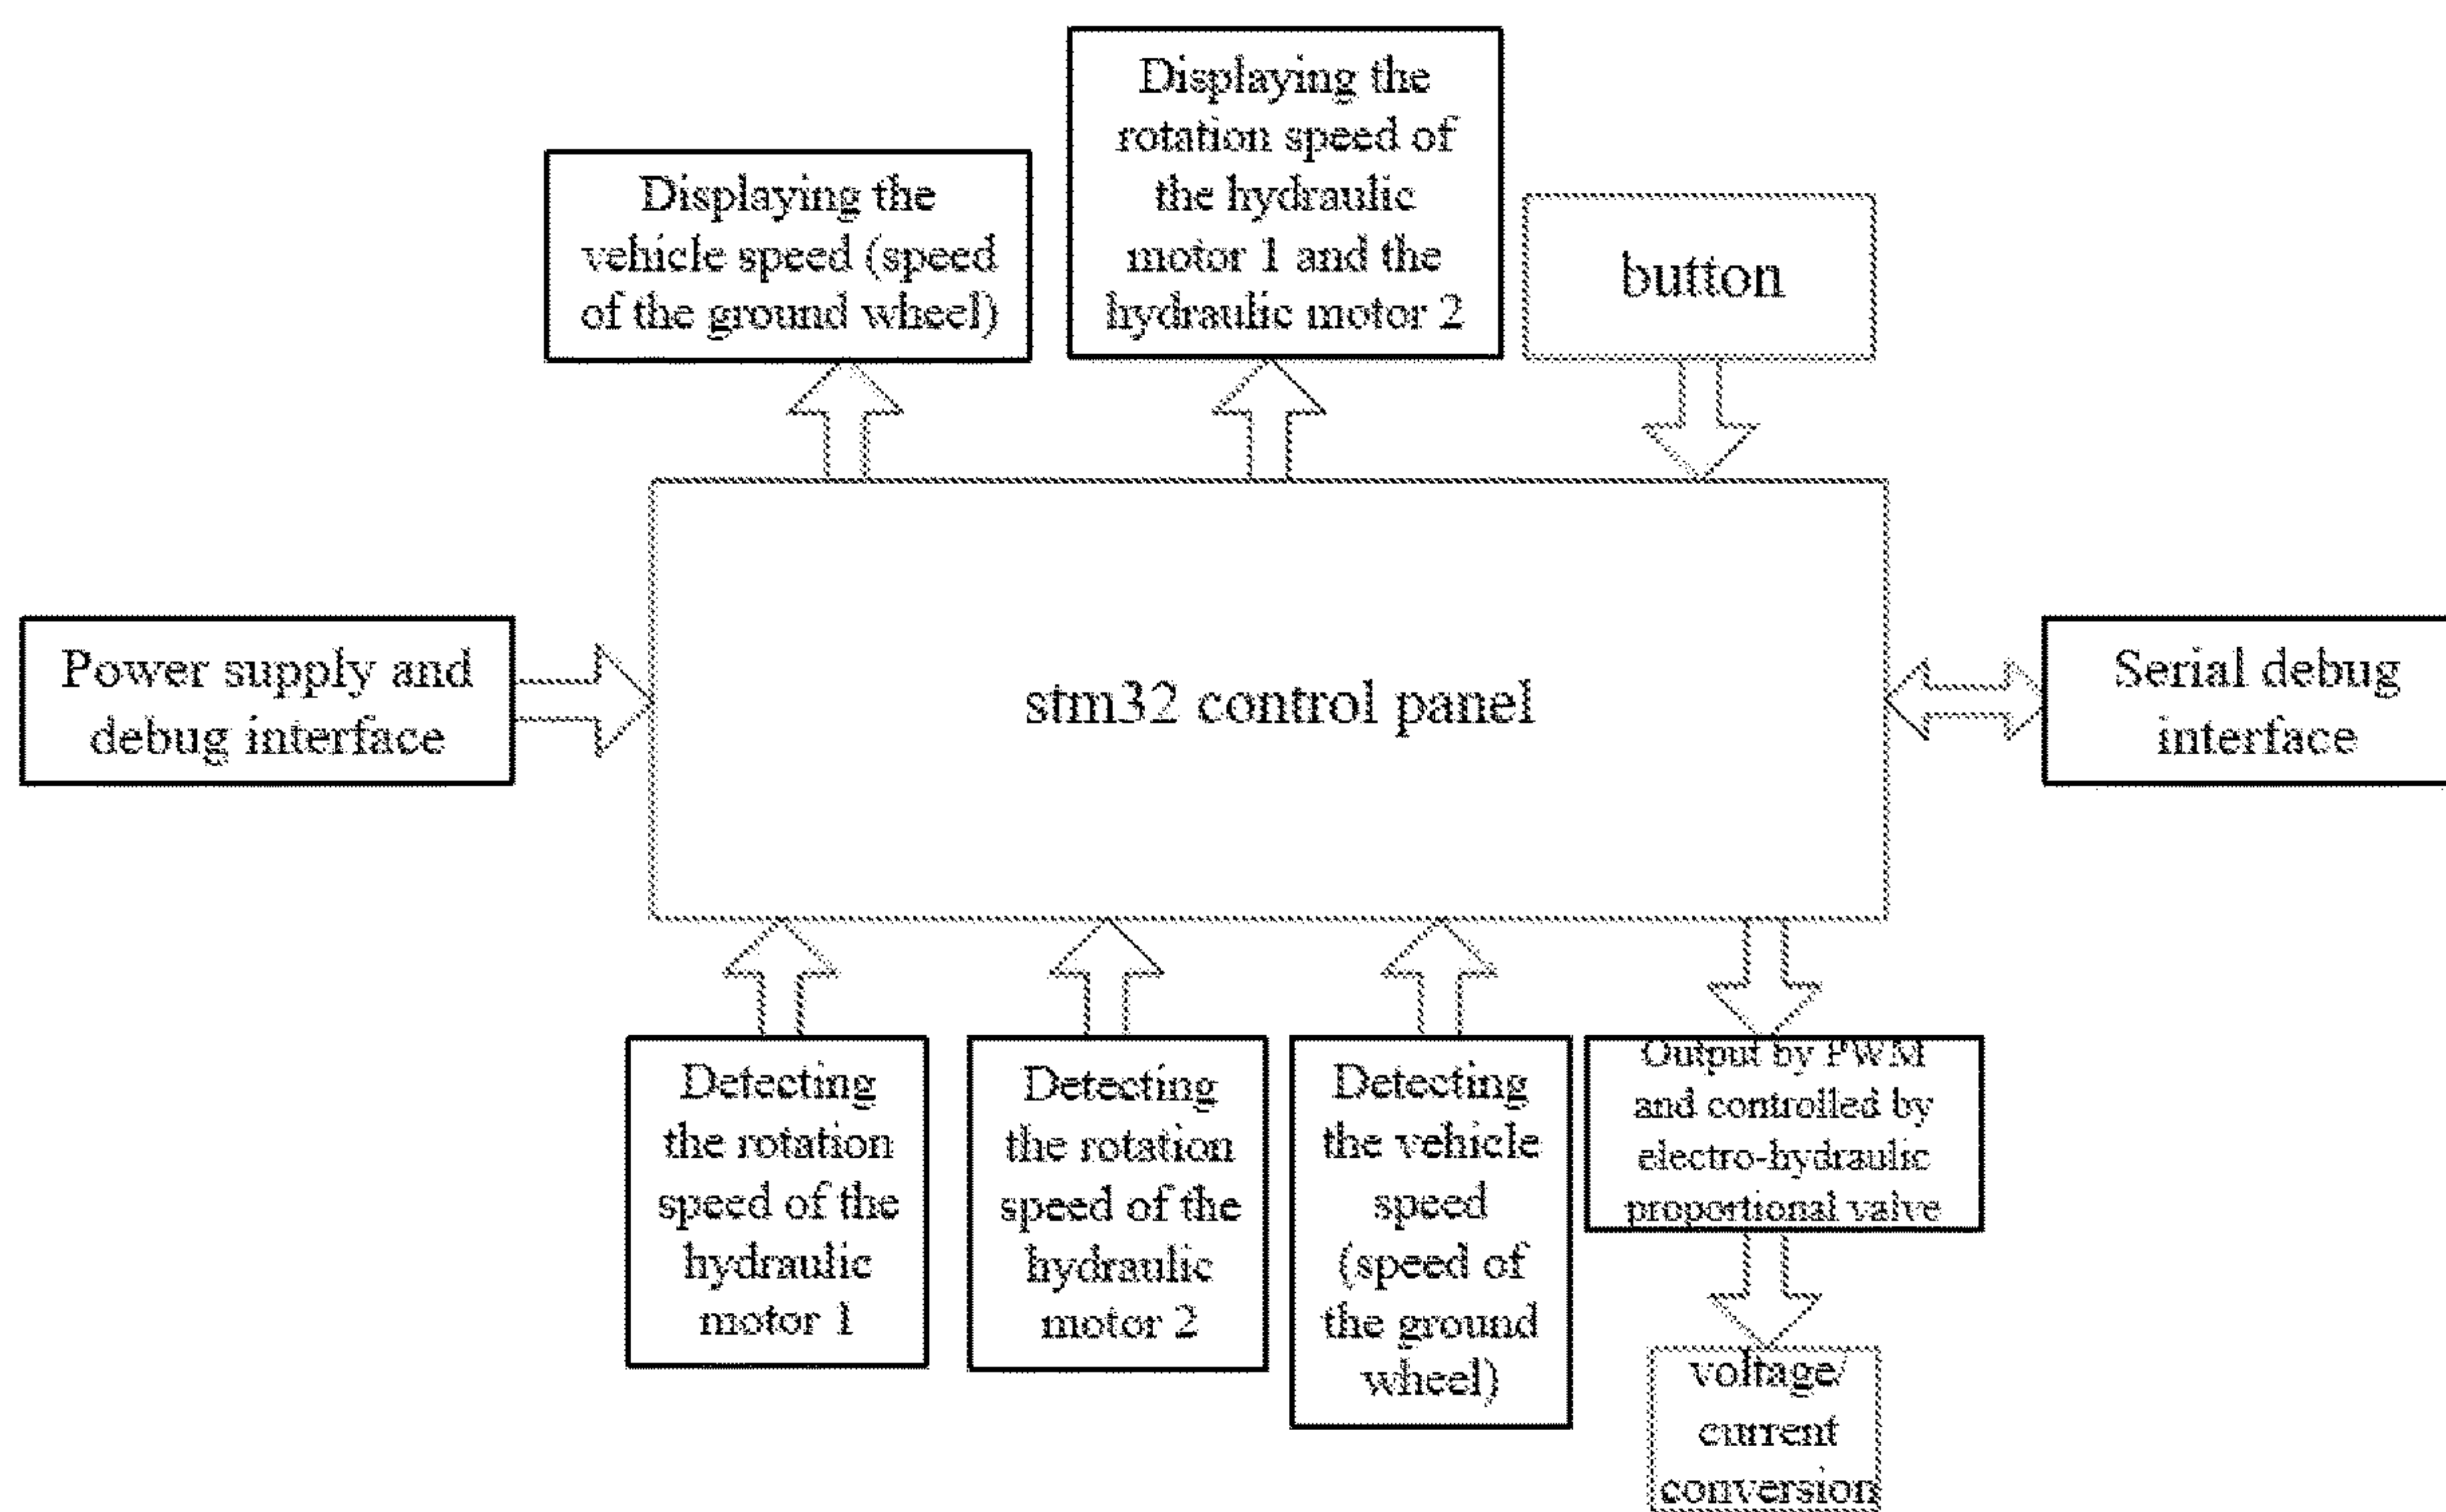 Displaying the
rotation speed of
the hydraulic
motor 1 and the
hydraulic motor 2
Displaying the
vehicle speed (speed
of the ground wheel)
button
Power supply and
debug interface
stm32 control panel
Serial debug
interface
Detecting
the rotation
speed of the
hydraulic
motor 1
Detecting
the rotation
speed of the
hydraulic
motor 2
Detecting
the vehicle
speed
(speed of
the ground
wheel)
Output by PWM
and controlled by
electro-hydraulic
proportional valve
voltage/
current
conversion